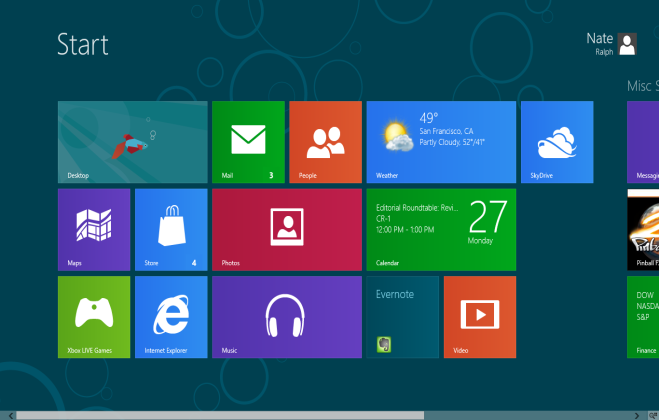 Start
Nate
Ralph
Misc S
Desktop
Mail
3
People
49°
San Francisco, CA
Partly Cloudy, 52°/41°
Weather
SkyDrive
Messagin
Maps
Store
4
Photos
Editorial Roundtable: Revi...
CR-1
12:00 PM - 1:00 PM
27
Monday
Calendar
Pinball F
Xbox LIVE Games
Internet Explorer
Music
Evernote
Video
DOW
NASDA
S&P
Finance